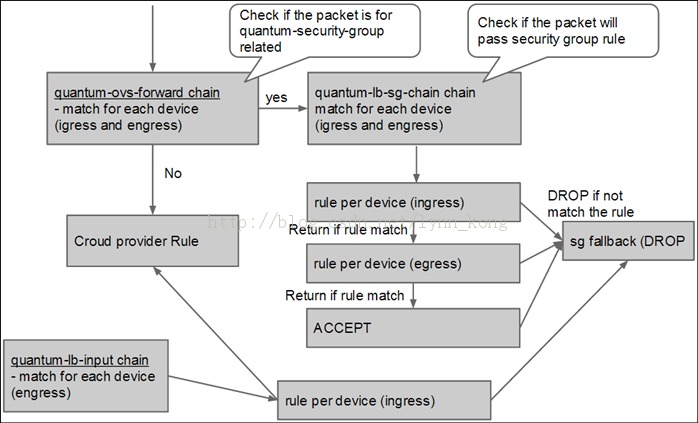 Check if the packet is for
quantum-security-group
related
Check if the packet will
pass security group rule
quantum-ovs-forward chain
- match for each device
(igress and engress)
yes
quantum-lb-sg-chain chain
match for each device
(igress and engress)
No
rule per device (ingress)
DROP if not
match the rule
http://blog.csdn.net/lynn_kong
Return if rule match
Croud provider Rule
rule per device (egress)
sg fallback (DROP
Return if rule match
ACCEPT
quantum-lb-input chain
- match for each device
(engress)
rule per device (ingress)